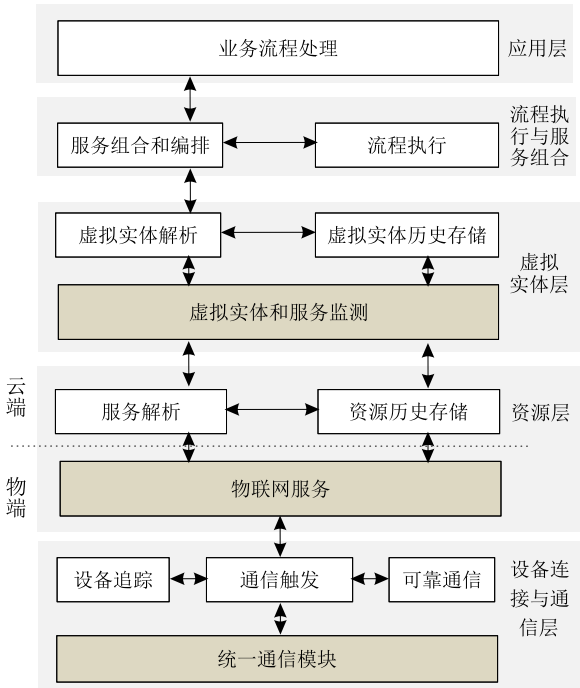 业务流程处理
应用层
服务组合和编排
流程执行
流程执
行与服
务组合
虚拟实体解析
虚拟实体历史存储
虚拟
实体层
虚拟实体和服务监测
云
端
服务解析
资源历史存储
资源层
物
端
物联网服务
设备追踪
通信触发
可靠通信
设备连
接与通
信层
统一通信模块